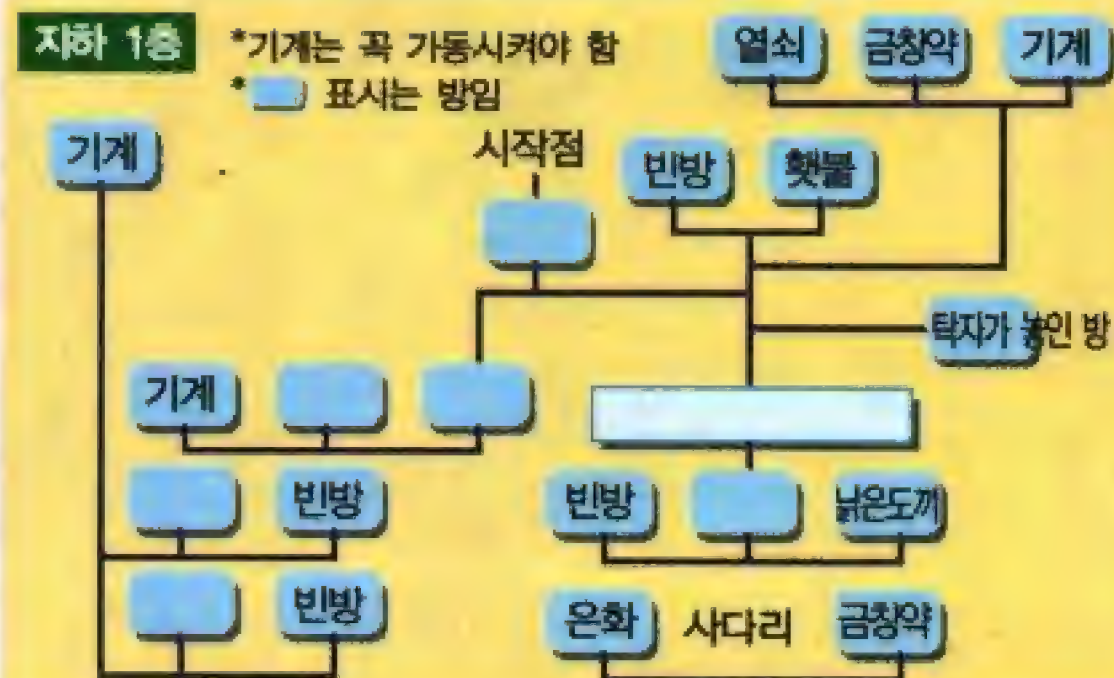 지하 1층
*기계는 꼭 가동시켜야 함
* 표시는 방임
열쇠 금창약 기계
기계
시작점
빈방 횃불
탁자가 놓인 방
기계
빈방
빈방 낡은도끼
빈방
온화 사다리 금창약